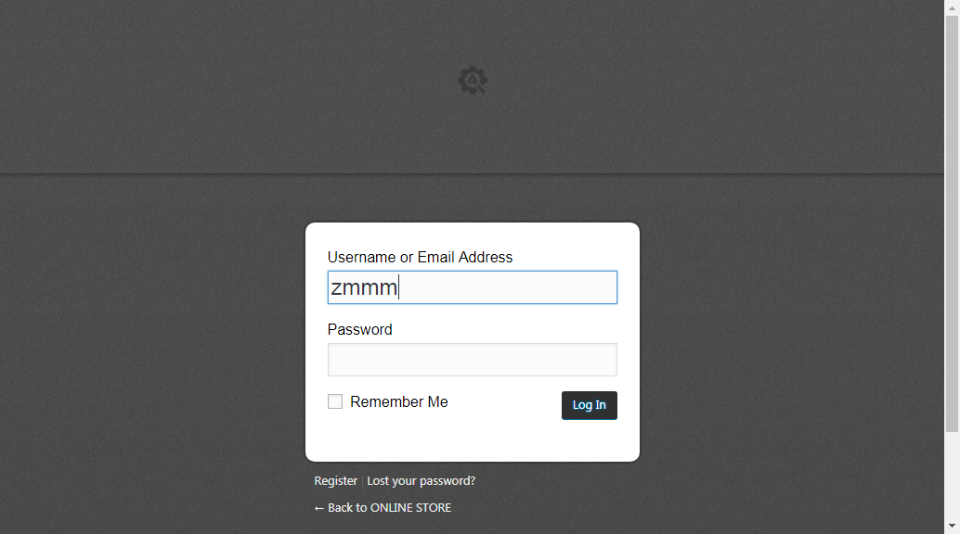 Username or Email Address
zmmm
Password
Remember Me
Log In
Register | Lost your password?
← Back to ONLINE STORE